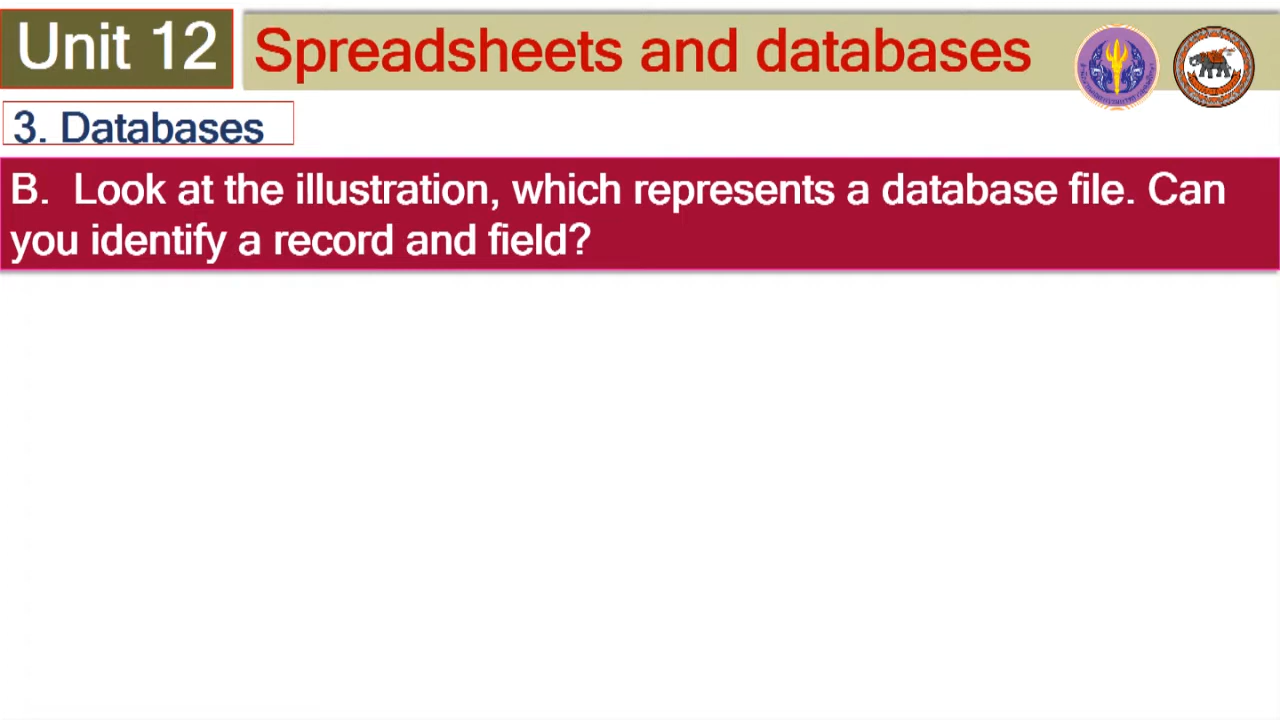 Unit 12
Spreadsheets and databases
3. Databases
B. Look at the illustration, which represents a database file. Can
you identify a record and field?